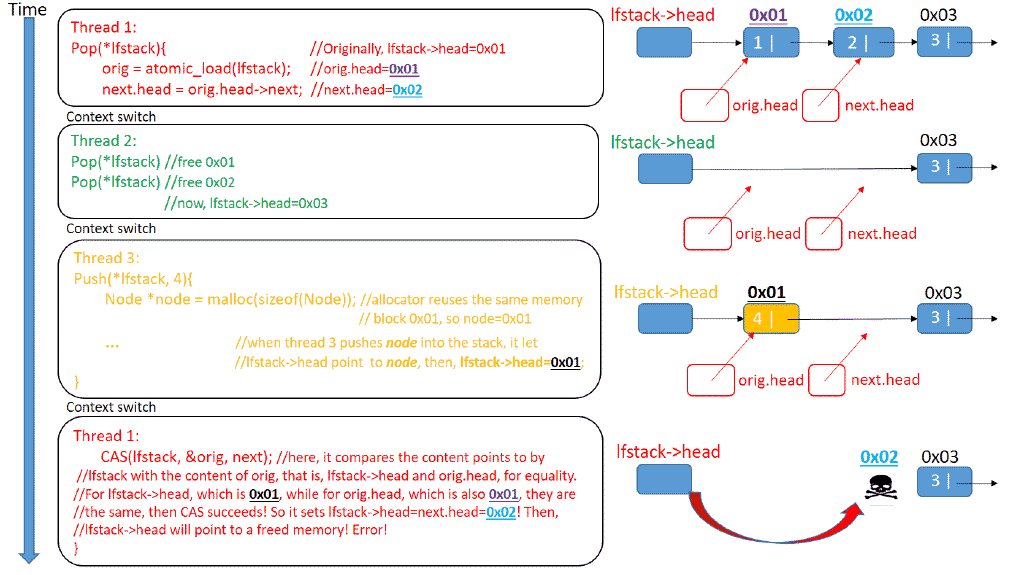 Time
Thread 1:
Pop(*lfstack){ //Originally, lfstack->head=0x01
orig = atomic_load(lfstack); //orig.head=0x01
next.head = orig.head->next; //next.head=0x02
lfstack->head 0x01 0x02 0x03
1 | 2 | 3 |
orig.head next.head
Context switch
Thread 2:
Pop(*lfstack) //free 0x01
Pop(*lfstack) //free 0x02
//now, lfstack->head=0x03
lfstack->head 0x03
3 |
orig.head next.head
Context switch
Thread 3:
Push(*lfstack, 4){
Node *node = malloc(sizeof(Node)); //allocator reuses the same memory
// block 0x01, so node=0x01
... //when thread 3 pushes node into the stack, it let
//lfstack->head point to node, then, lfstack->head=0x01;
}
lfstack->head 0x01 0x03
4 | 3 |
orig.head next.head
Context switch
Thread 1:
CAS(lfstack, &orig, next); //here, it compares the content points to by
//lfstack with the content of orig, that is, lfstack->head and orig.head, for equality.
//For lfstack->head, which is 0x01, while for orig.head, which is also 0x01, they are
//the same, then CAS succeeds! So it sets lfstack->head=next.head=0x02! Then,
//lfstack->head will point to a freed memory! Error!
}
lfstack->head 0x02 0x03
3 |